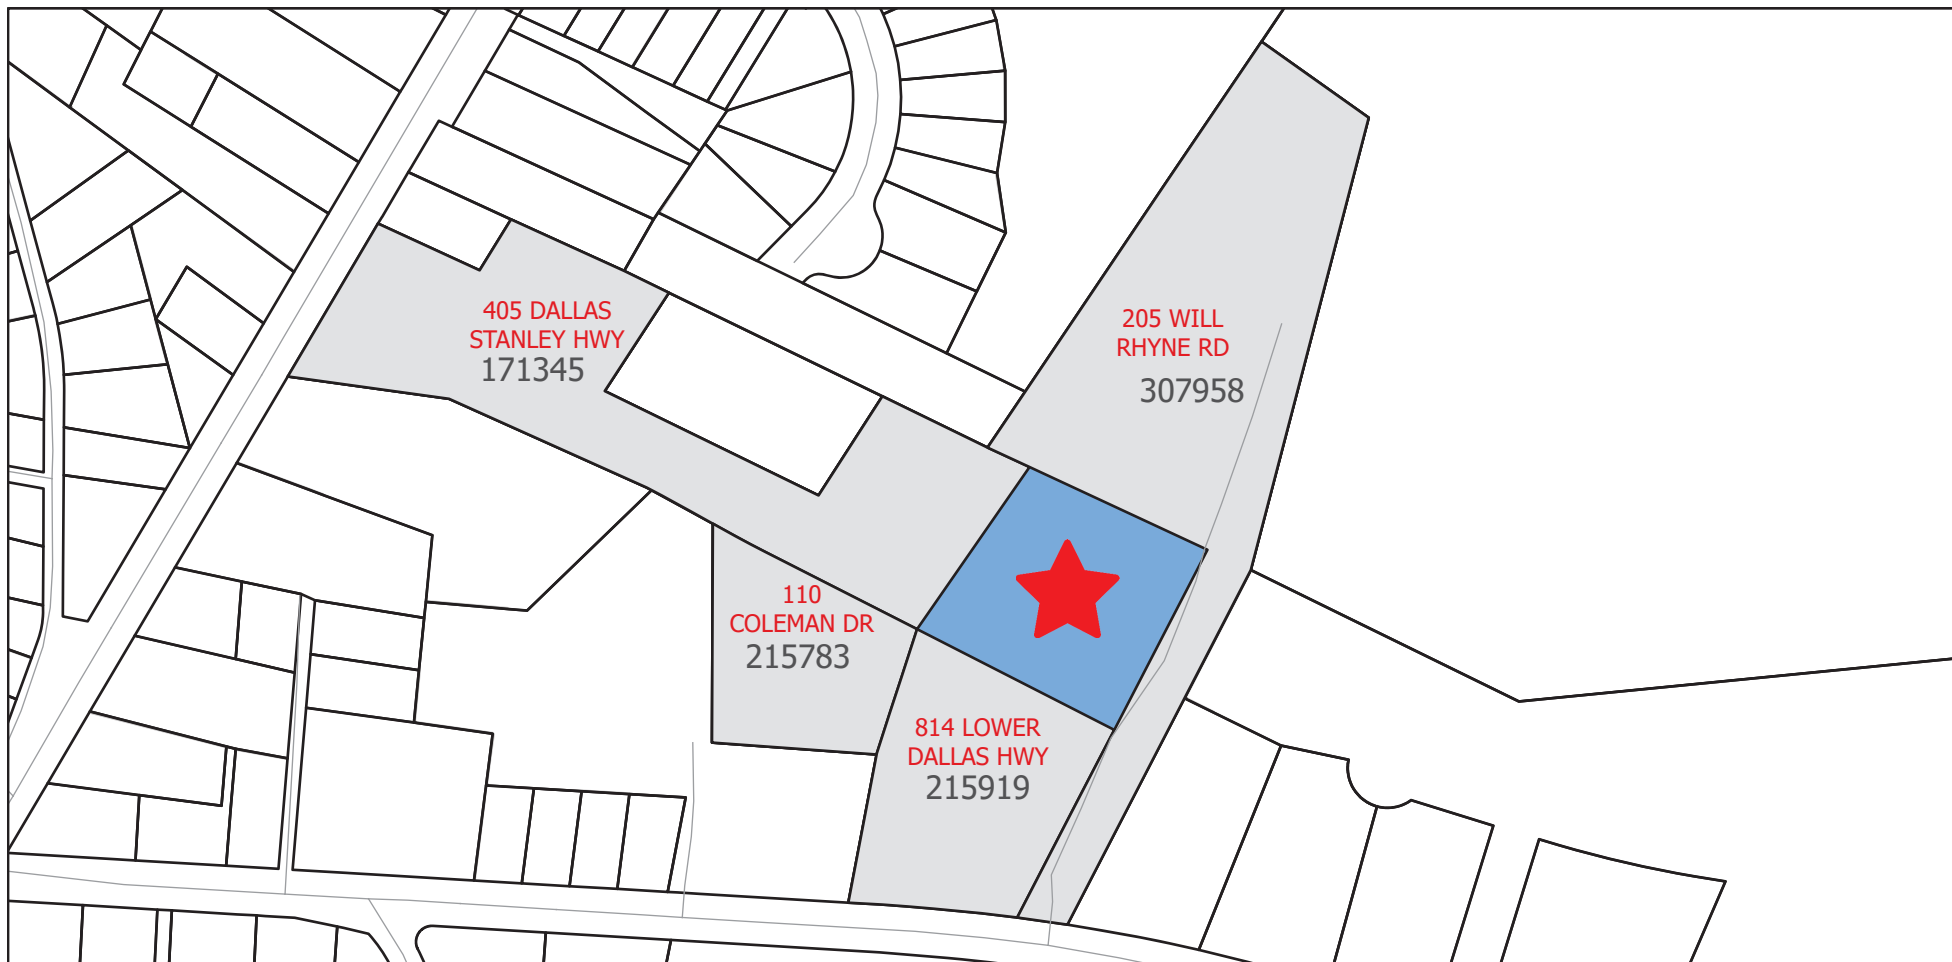 405 DALLAS
STANLEY HWY
171345
205 WILL
RHYNE RD
307958
110
COLEMAN DR
215783
814 LOWER
DALLAS HWY
215919